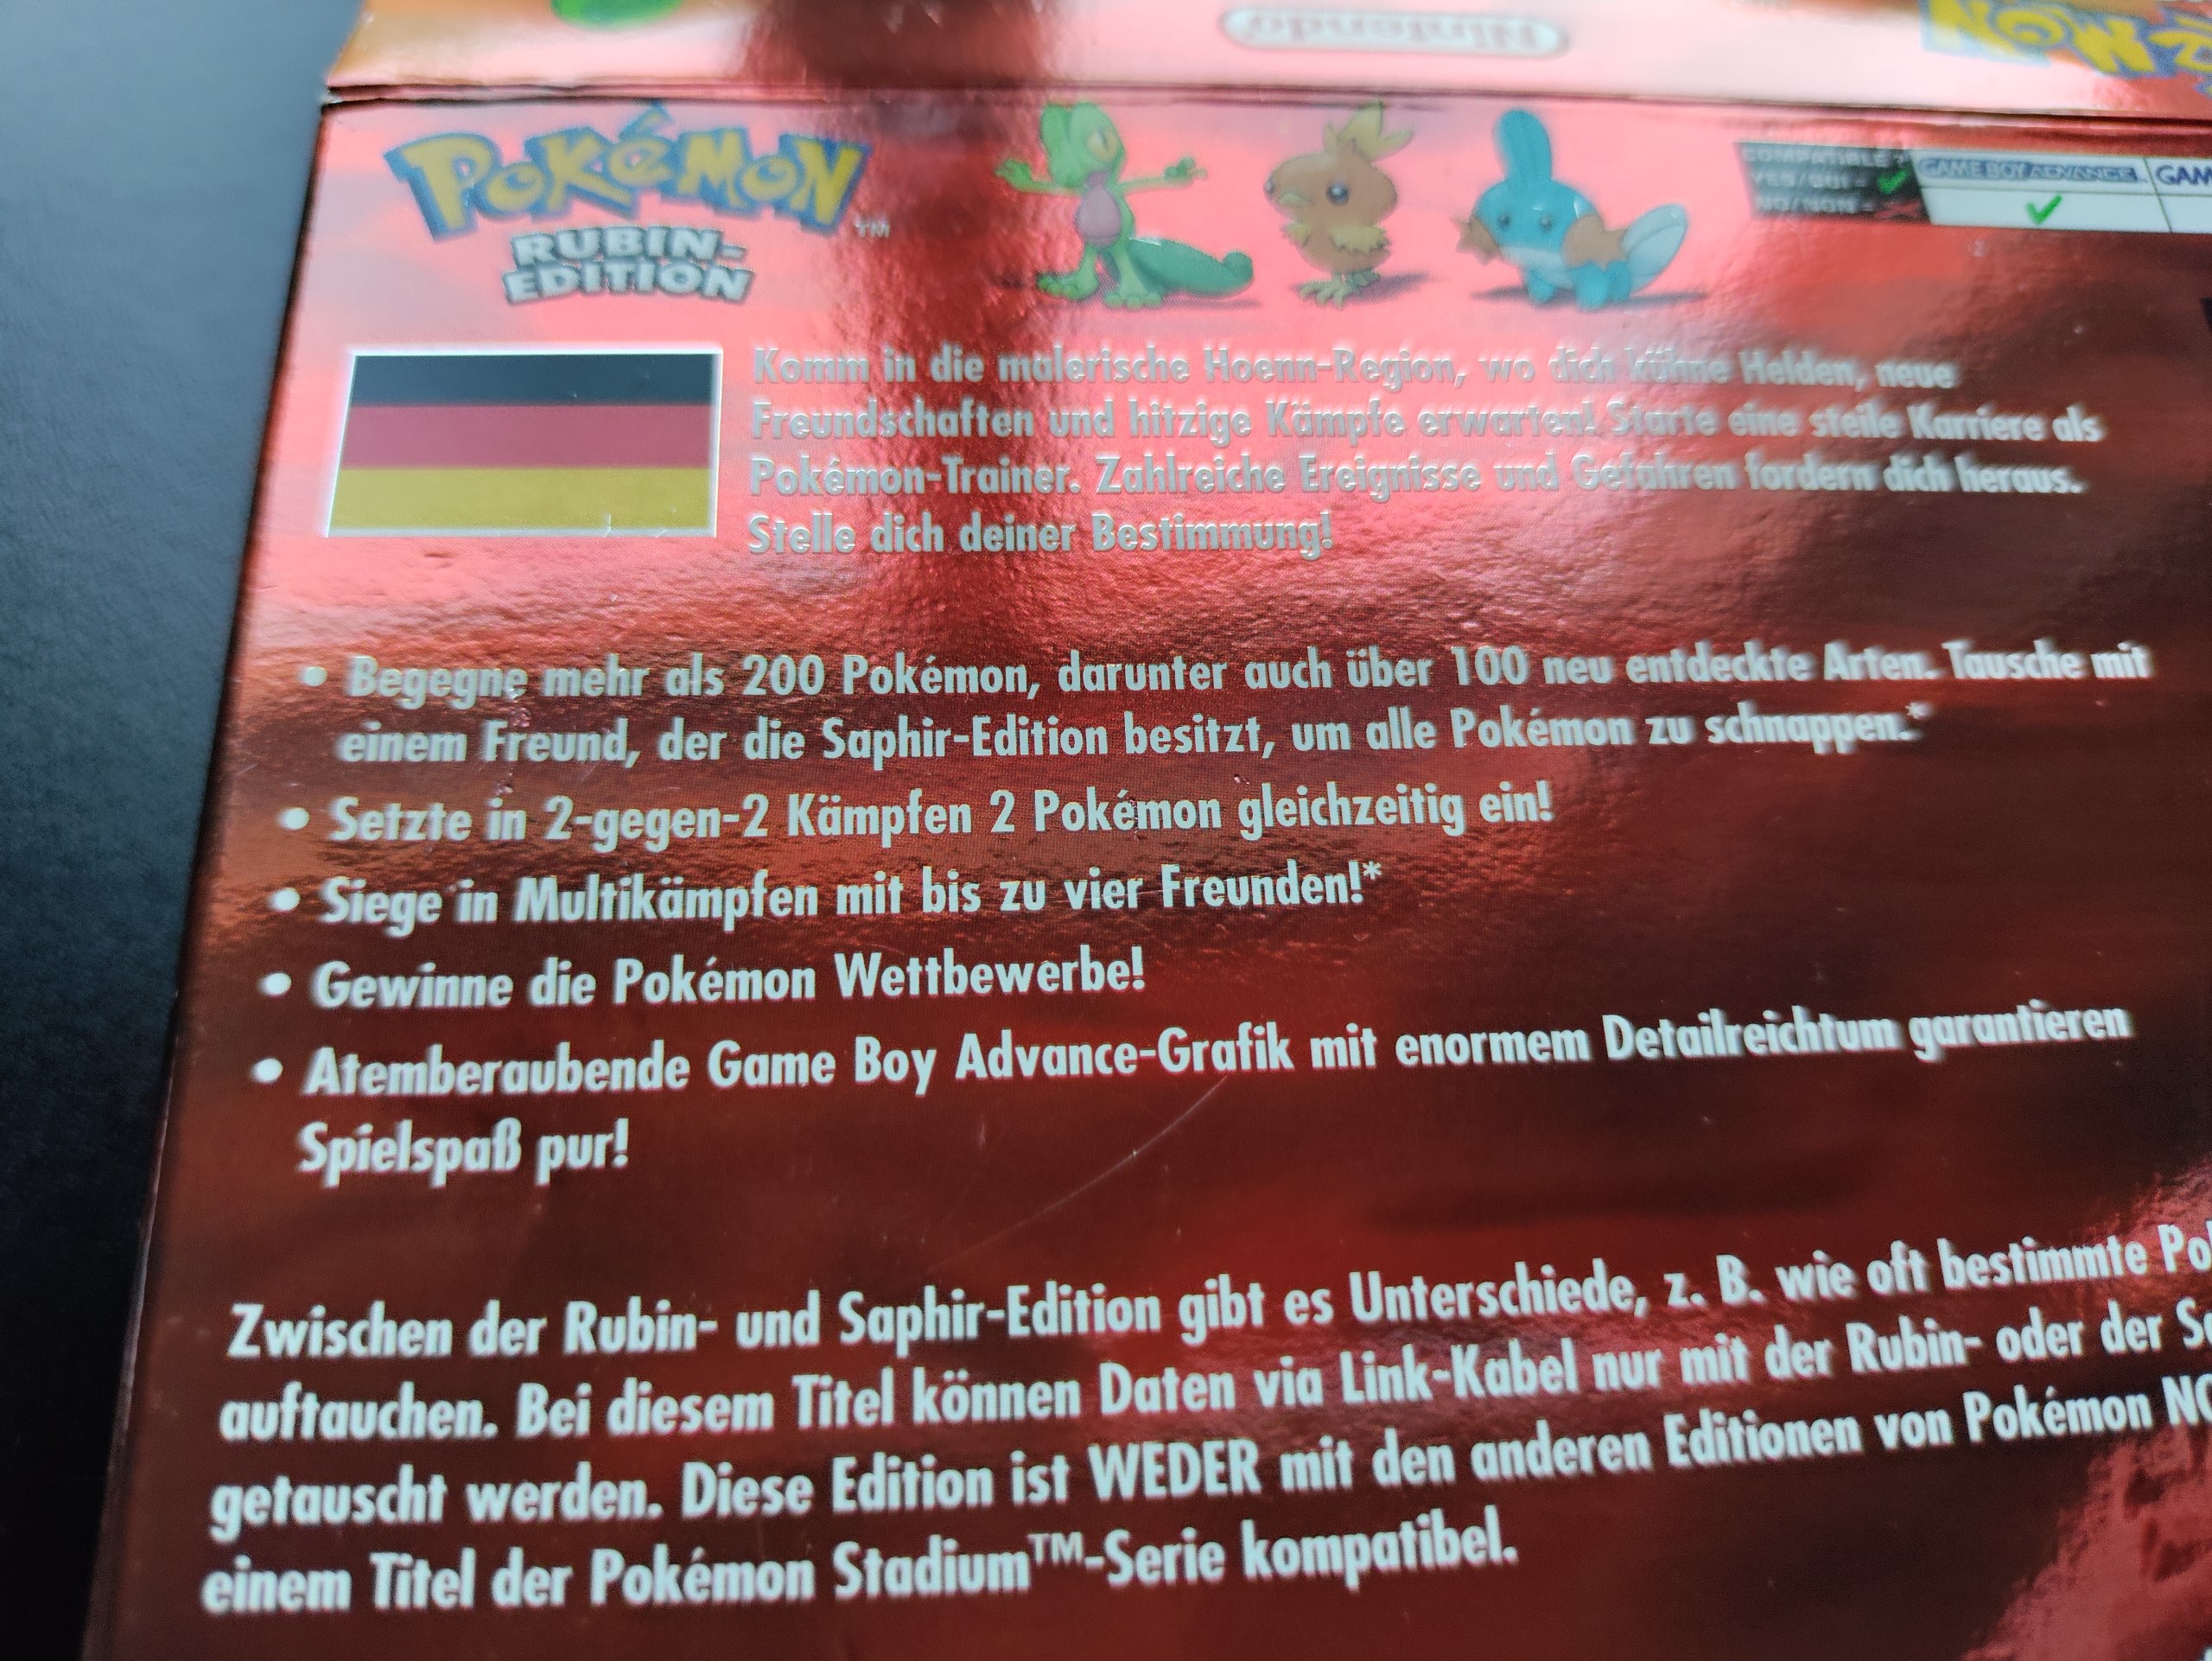 Nintendo
POKéMON
POKéMON™
RUBIN-
EDITION
COMPATIBLE?
YES/OUI =
NO/NON =
GAME BOY ADVANCE
Komm in die malerische Hoenn-Region, wo dich kühne Helden, neue
Freundschaften und hitzige Kämpfe erwarten! Starte eine steile Karriere als
Pokémon-Trainer. Zahlreiche Ereignisse und Gefahren fordern dich heraus.
Stelle dich deiner Bestimmung!
• Begegne mehr als 200 Pokémon, darunter auch über 100 neu entdeckte Arten. Tausche mit
einem Freund, der die Saphir-Edition besitzt, um alle Pokémon zu schnappen.*
• Setzte in 2-gegen-2 Kämpfen 2 Pokémon gleichzeitig ein!
• Siege in Multikämpfen mit bis zu vier Freunden!*
• Gewinne die Pokémon Wettbewerbe!
• Atemberaubende Game Boy Advance-Grafik mit enormem Detailreichtum garantieren
Spielspaß pur!
Zwischen der Rubin- und Saphir-Edition gibt es Unterschiede, z. B. wie oft bestimmte
auftauchen. Bei diesem Titel können Daten via Link-Kabel nur mit der Rubin- oder der
getauscht werden. Diese Edition ist WEDER mit den anderen Editionen von Pokémon
einem Titel der Pokémon Stadium™-Serie kompatibel.